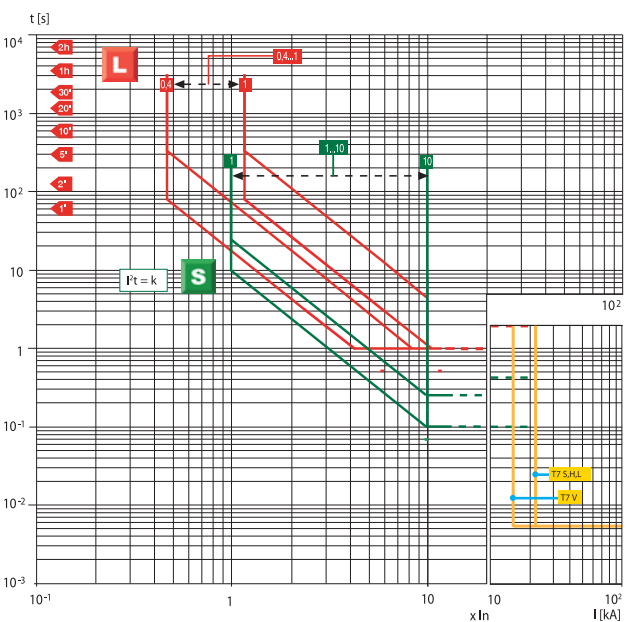 t [s]
10⁴
2h
L
0,4...1
1h
30'
0,4
1
20'
10³
10'
5'
1
1...10
10
10²
2'
1'
10
I²t = k
S
10²
1
10⁻¹
T7 S,H,L
T7 V
10⁻²
10⁻³
10⁻¹
1
10
10
10²
x In
I [kA]